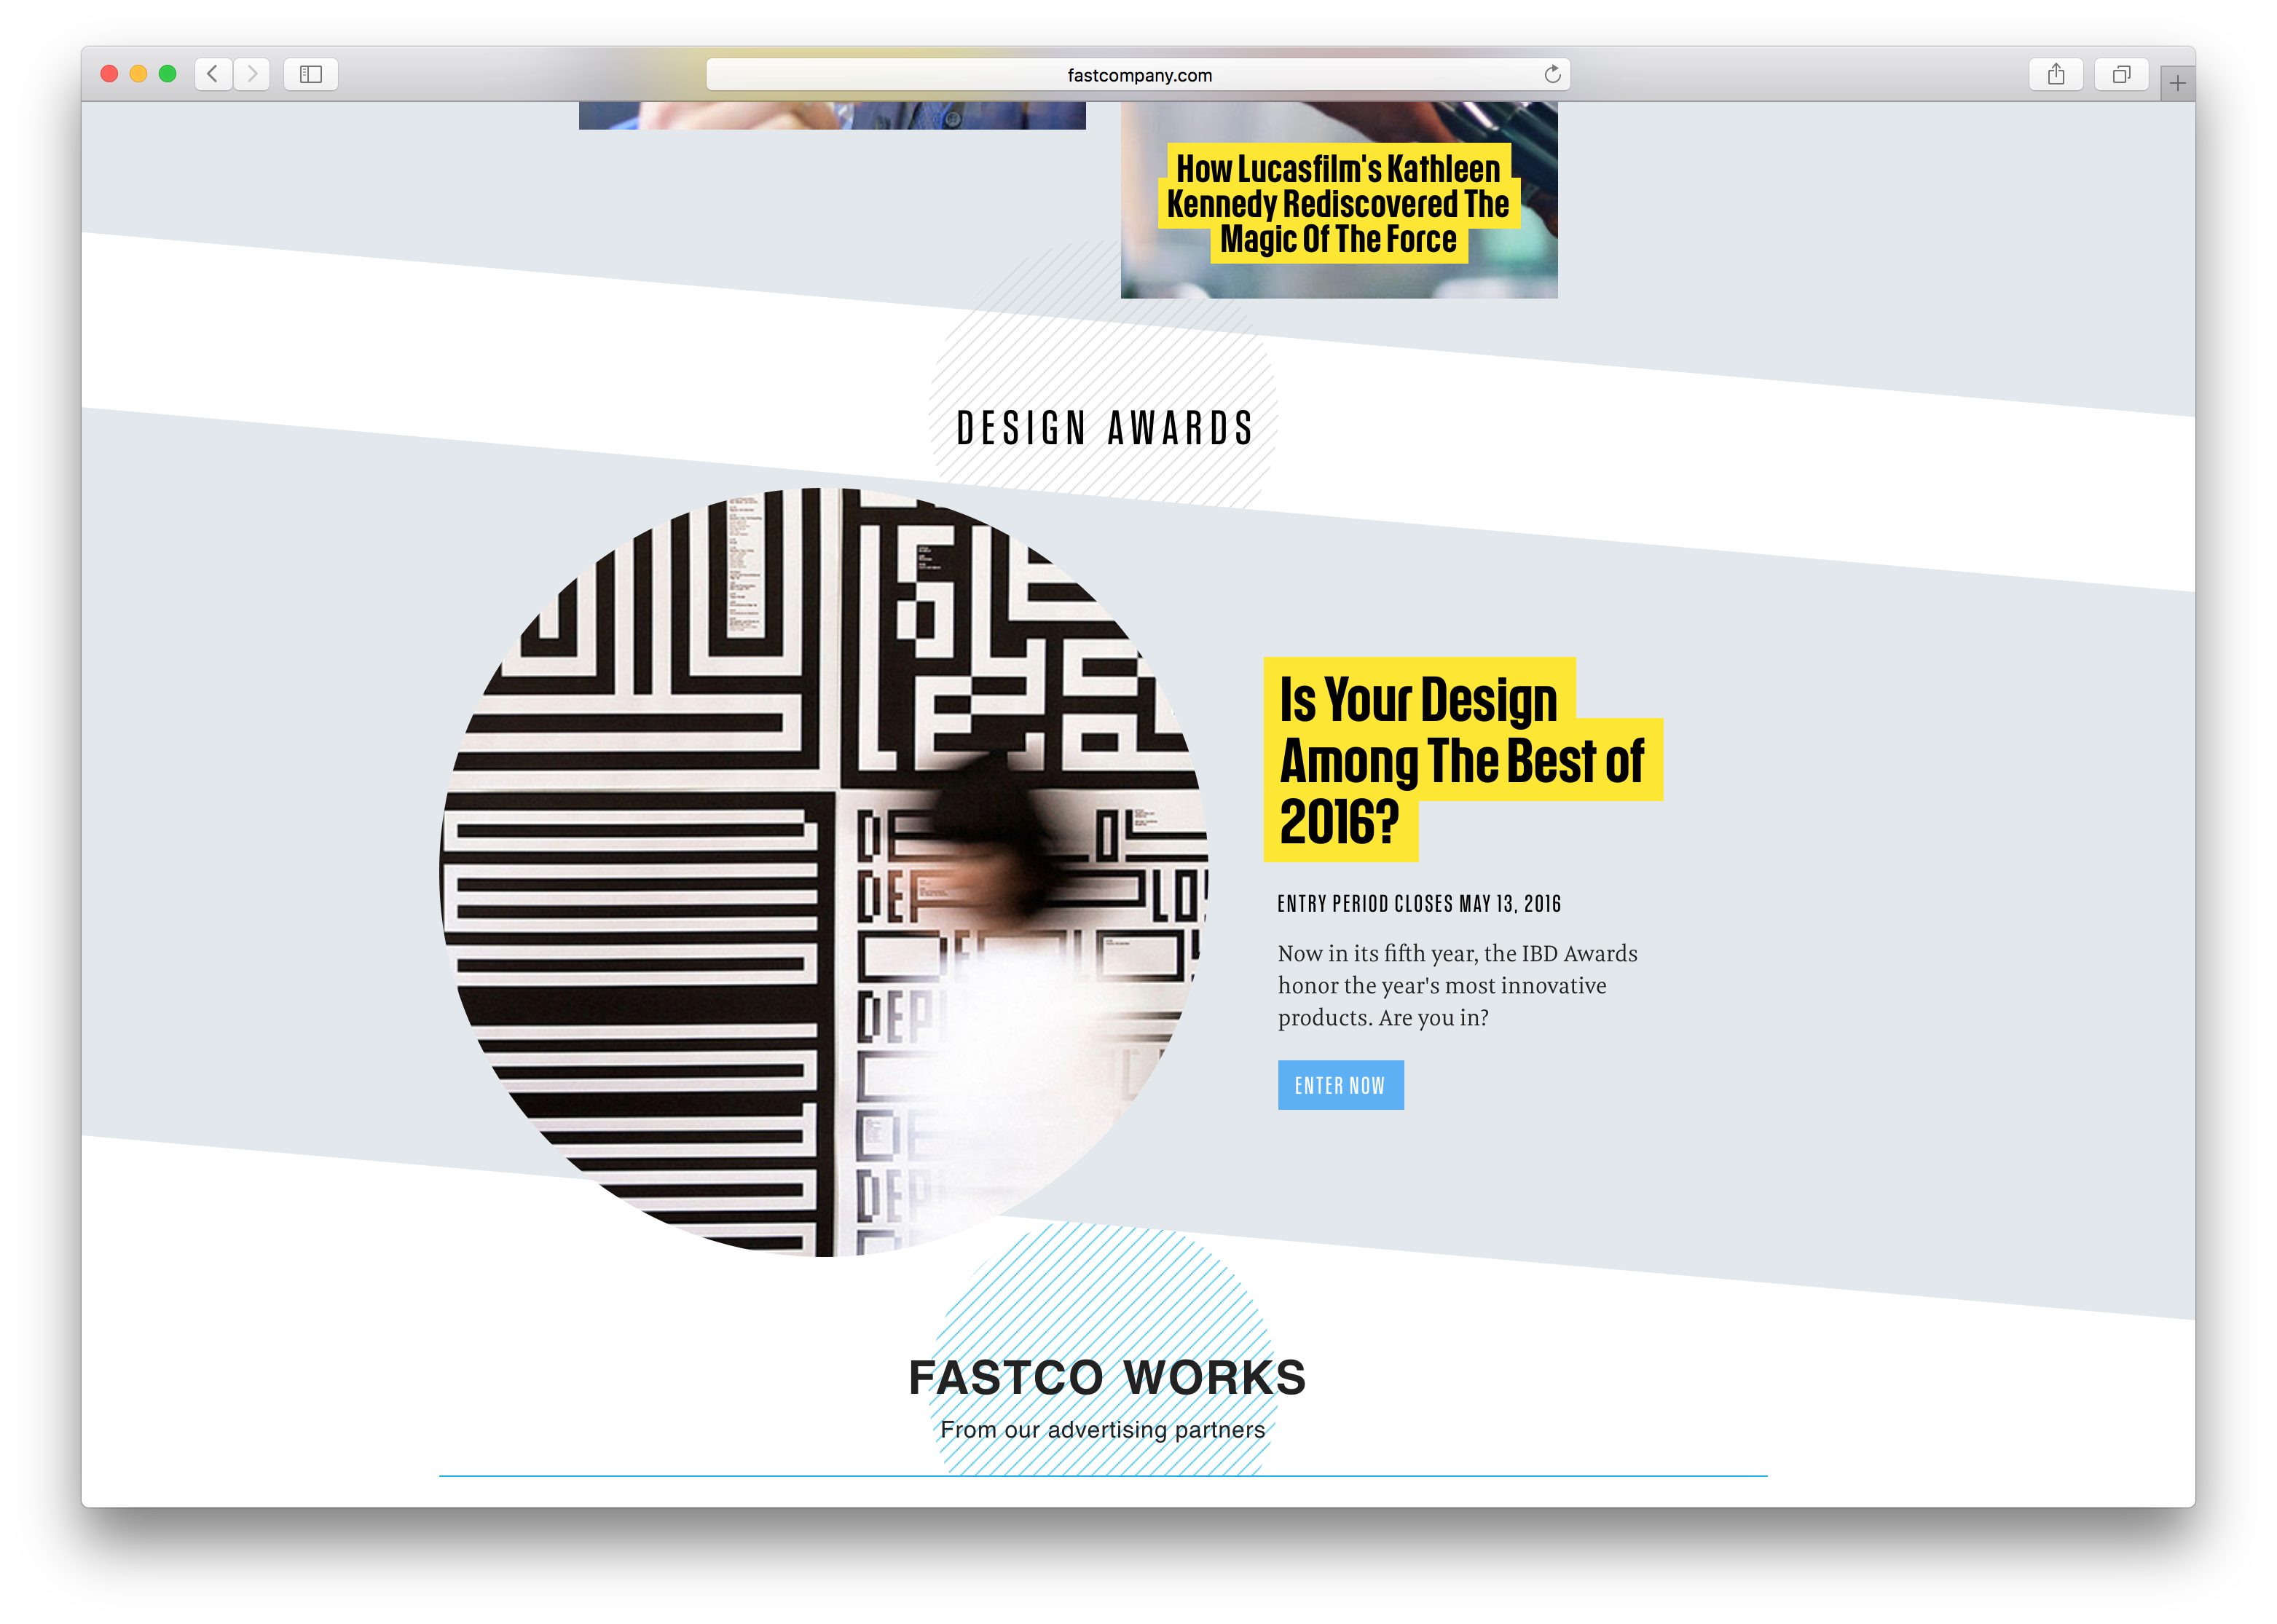 fastcompany.com
How Lucasfilm's Kathleen
Kennedy Rediscovered The
Magic Of The Force
DESIGN AWARDS
Is Your Design
Among The Best of
2016?
ENTRY PERIOD CLOSES MAY 13, 2016
Now in its fifth year, the IBD Awards
honor the year's most innovative
products. Are you in?
ENTER NOW
FASTCO WORKS
From our advertising partners